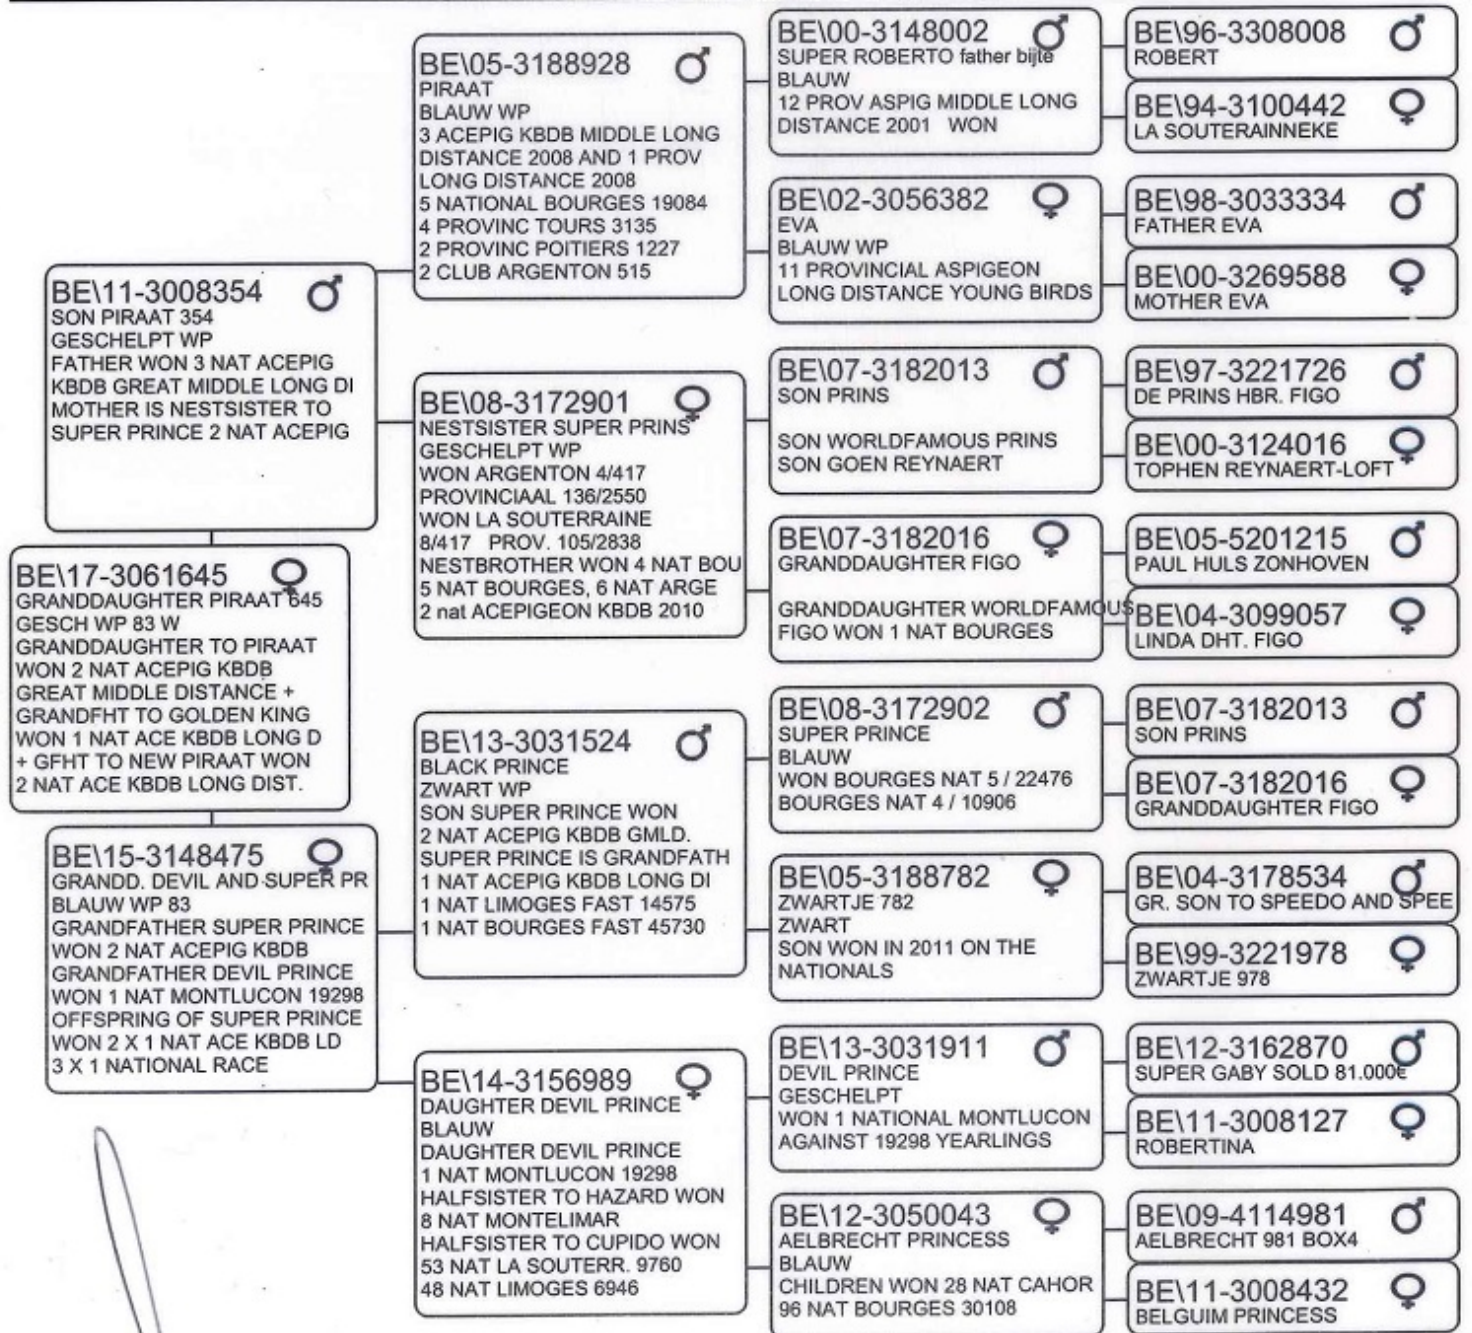 BE\17-3061645 ♀
GRANDDAUGHTER PIRAAT 645
GESCH WP 83 W
GRANDDAUGHTER TO PIRAAT
WON 2 NAT ACEPIG KBDB
GREAT MIDDLE DISTANCE +
GRANDFHT TO GOLDEN KING
WON 1 NAT ACE KBDB LONG D
+ GFHT TO NEW PIRAAT WON
2 NAT ACE KBDB LONG DIST.
BE\11-3008354 ♂
SON PIRAAT 354
GESCHELPT WP
FATHER WON 3 NAT ACEPIG
KBDB GREAT MIDDLE LONG DI
MOTHER IS NESTSISTER TO
SUPER PRINCE 2 NAT ACEPIG
BE\15-3148475 ♀
GRANDD. DEVIL AND SUPER PR
BLAUW WP 83
GRANDFATHER SUPER PRINCE
WON 2 NAT ACEPIG KBDB
GRANDFATHER DEVIL PRINCE
WON 1 NAT MONTLUCON 19298
OFFSPRING OF SUPER PRINCE
WON 2 X 1 NAT ACE KBDB LD
3 X 1 NATIONAL RACE
BE\05-3188928 ♂
PIRAAT
BLAUW WP
3 ACEPIG KBDB MIDDLE LONG
DISTANCE 2008 AND 1 PROV
LONG DISTANCE 2008
5 NATIONAL BOURGES 19084
4 PROVINC TOURS 3135
2 PROVINC POITIERS 1227
2 CLUB ARGENTON 515
BE\08-3172901 ♀
NESTSISTER SUPER PRINS
GESCHELPT WP
WON ARGENTON 4/417
PROVINCIAAL 136/2550
WON LA SOUTERRAINE
8/417 PROV. 105/2838
NESTBROTHER WON 4 NAT BOU
5 NAT BOURGES, 6 NAT ARGE
2 nat ACEPIGEON KBDB 2010
BE\13-3031524 ♂
BLACK PRINCE
ZWART WP
SON SUPER PRINCE WON
2 NAT ACEPIG KBDB GMLD.
SUPER PRINCE IS GRANDFATH
1 NAT ACEPIG KBDB LONG DI
1 NAT LIMOGES FAST 14575
1 NAT BOURGES FAST 45730
BE\14-3156989 ♀
DAUGHTER DEVIL PRINCE
BLAUW
DAUGHTER DEVIL PRINCE
1 NAT MONTLUCON 19298
HALFSISTER TO HAZARD WON
8 NAT MONTELIMAR
HALFSISTER TO CUPIDO WON
53 NAT LA SOUTERR. 9760
48 NAT LIMOGES 6946
BE\00-3148002 ♂
SUPER ROBERTO father bijte
BLAUW
12 PROV ASPIG MIDDLE LONG
DISTANCE 2001 WON
BE\02-3056382 ♀
EVA
BLAUW WP
11 PROVINCIAL ASPIGEON
LONG DISTANCE YOUNG BIRDS
BE\07-3182013 ♂
SON PRINS
SON WORLDFAMOUS PRINS
SON GOEN REYNAERT
BE\07-3182016 ♀
GRANDDAUGHTER FIGO
GRANDDAUGHTER WORLDFAMOUS
FIGO WON 1 NAT BOURGES
BE\08-3172902 ♂
SUPER PRINCE
BLAUW
WON BOURGES NAT 5 / 22476
BOURGES NAT 4 / 10906
BE\05-3188782 ♀
ZWARTJE 782
ZWART
SON WON IN 2011 ON THE
NATIONALS
BE\13-3031911 ♂
DEVIL PRINCE
GESCHELPT
WON 1 NATIONAL MONTLUCON
AGAINST 19298 YEARLINGS
BE\12-3050043 ♀
AELBRECHT PRINCESS
BLAUW
CHILDREN WON 28 NAT CAHOR
96 NAT BOURGES 30108
BE\96-3308008 ♂
ROBERT
BE\94-3100442 ♀
LA SOUTERAINNEKE
BE\98-3033334 ♂
FATHER EVA
BE\00-3269588 ♀
MOTHER EVA
BE\97-3221726 ♂
DE PRINS HBR. FIGO
BE\00-3124016 ♀
TOPHEN REYNAERT-LOFT
BE\05-5201215 ♂
PAUL HULS ZONHOVEN
BE\04-3099057 ♀
LINDA DHT. FIGO
BE\07-3182013 ♂
SON PRINS
BE\07-3182016 ♀
GRANDDAUGHTER FIGO
BE\04-3178534 ♂
GR. SON TO SPEEDO AND SPEE
BE\99-3221978 ♀
ZWARTJE 978
BE\12-3162870 ♂
SUPER GABY SOLD 81.000€
BE\11-3008127 ♀
ROBERTINA
BE\09-4114981 ♂
AELBRECHT 981 BOX4
BE\11-3008432 ♀
BELGUIM PRINCESS